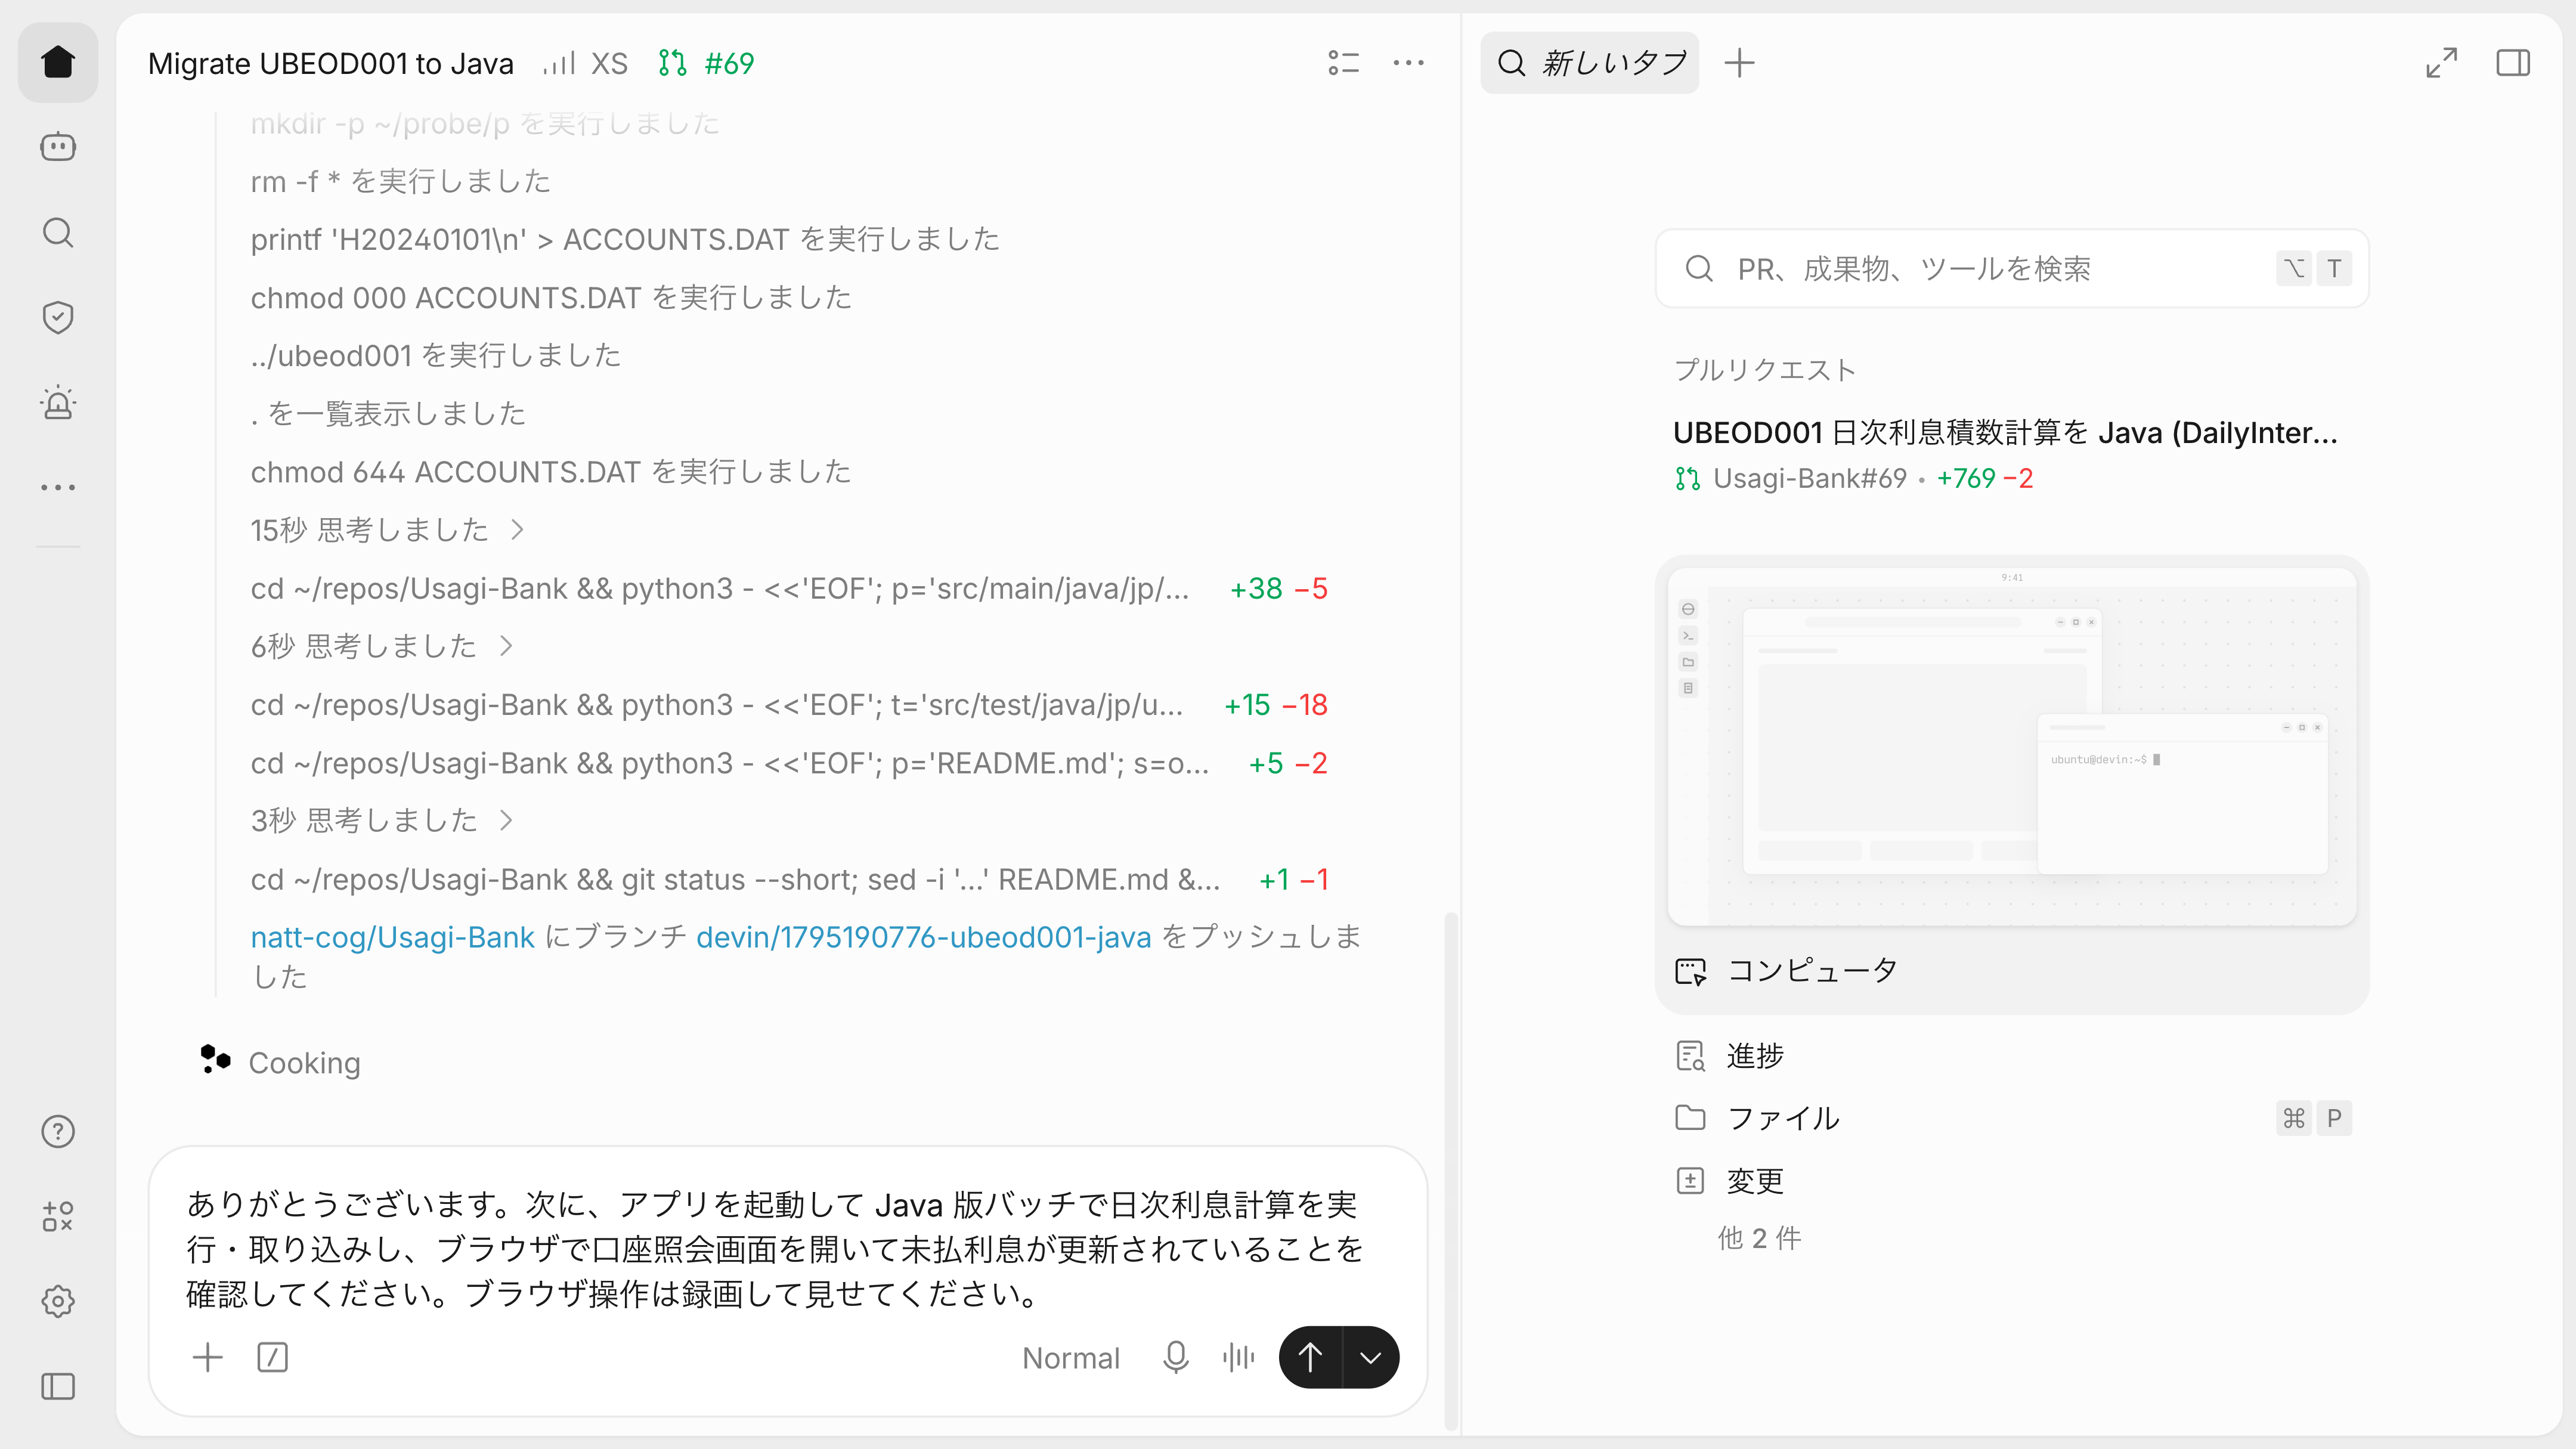 Migrate UBEOD001 to Java
XS
#69
mkdir -p ~/probe/p を実行しました
rm -f * を実行しました
printf 'H20240101\n' > ACCOUNTS.DAT を実行しました
chmod 000 ACCOUNTS.DAT を実行しました
../ubeod001 を実行しました
. を一覧表示しました
chmod 644 ACCOUNTS.DAT を実行しました
15秒 思考しました
cd ~/repos/Usagi-Bank && python3 - <<'EOF'; p='src/main/java/jp/... +38 −5
6秒 思考しました
cd ~/repos/Usagi-Bank && python3 - <<'EOF'; t='src/test/java/jp/u... +15 −18
cd ~/repos/Usagi-Bank && python3 - <<'EOF'; p='README.md'; s=o... +5 −2
3秒 思考しました
cd ~/repos/Usagi-Bank && git status --short; sed -i '...' README.md &... +1 −1
natt-cog/Usagi-Bank にブランチ devin/1795190776-ubeod001-java をプッシュしま
した
Cooking
ありがとうございます。次に、アプリを起動して Java 版バッチで日次利息計算を実
行・取り込みし、ブラウザで口座照会画面を開いて未払利息が更新されていることを
確認してください。ブラウザ操作は録画して見せてください。
Normal
新しいタブ
PR、成果物、ツールを検索
⌥ T
プルリクエスト
UBEOD001 日次利息積数計算を Java (DailyInter...
Usagi-Bank#69 • +769 −2
9:41
ubuntu@devin:~$
コンピュータ
進捗
ファイル
⌘ P
変更
他 2 件